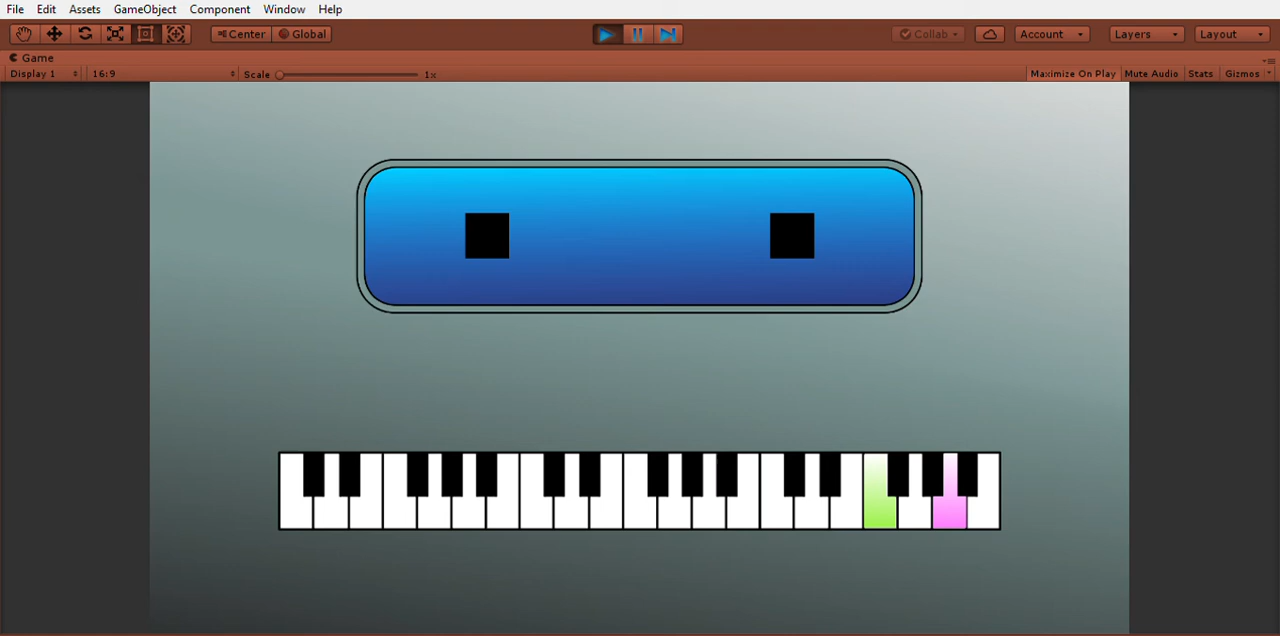 File Edit Assets GameObject Component Window Help
Center Global Collab Account Layers Layout
Game
Display 1 16:9 Scale 1x Maximize On Play Mute Audio Stats Gizmos